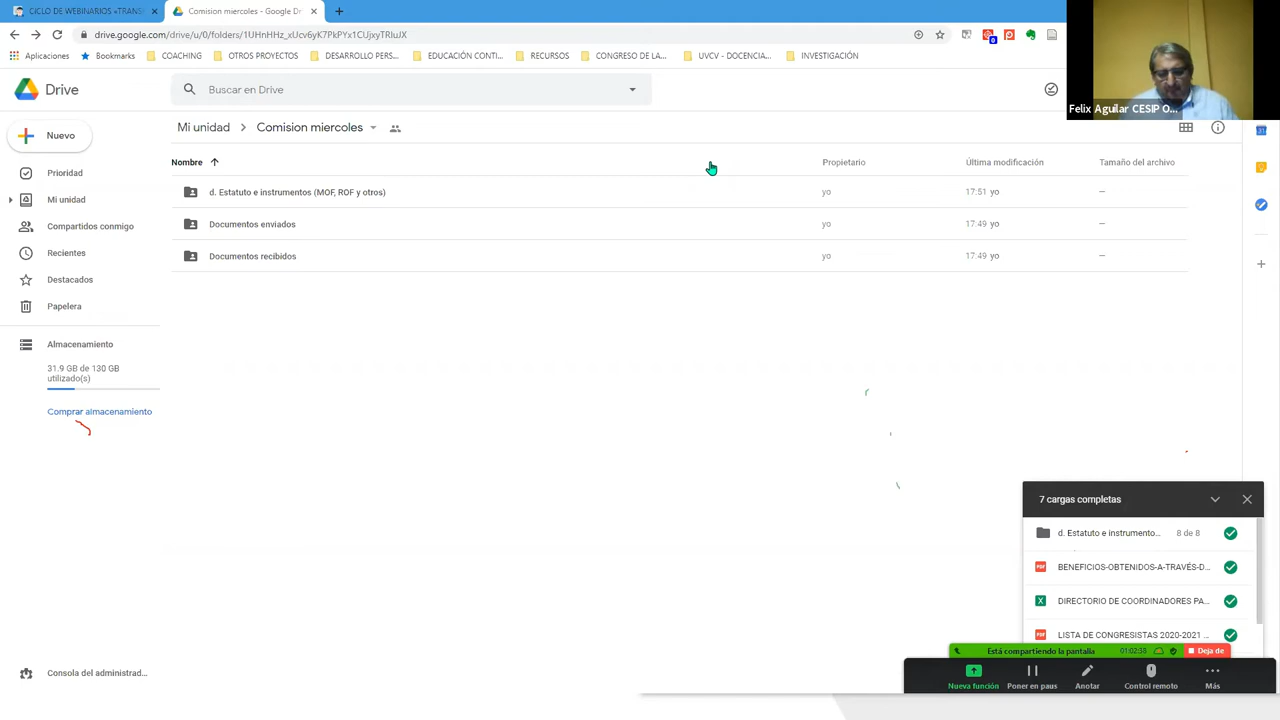 CICLO DE WEBINARIOS «TRANS
Comision miercoles - Google Dr
drive.google.com/drive/u/0/folders/1UHnHHz_xUcv6yK7PkPYx1CUjxyTRluJX
Aplicaciones
Bookmarks
COACHING
OTROS PROYECTOS
DESARROLLO PERS...
EDUCACIÓN CONTI...
RECURSOS
CONGRESO DE LA...
UVCV - DOCENCIA...
INVESTIGACIÓN
Felix Aguilar CESIP O...
Drive
Buscar en Drive
Nuevo
Mi unidad
Comision miercoles
Nombre
Propietario
Última modificación
Tamaño del archivo
d. Estatuto e instrumentos (MOF, ROF y otros) yo 17:51 yo —
Documentos enviados yo 17:49 yo —
Documentos recibidos yo 17:49 yo —
Prioridad
Mi unidad
Compartidos conmigo
Recientes
Destacados
Papelera
Almacenamiento
31.9 GB de 130 GB
utilizado(s)
Comprar almacenamiento
Consola del administrad...
7 cargas completas
d. Estatuto e instrumento... 8 de 8
BENEFICIOS-OBTENIDOS-A-TRAVÉS-D...
DIRECTORIO DE COORDINADORES PA...
LISTA DE CONGRESISTAS 2020-2021 ...
Está compartiendo la pantalla
01:02:38
Deja de
Nueva función
Poner en paus
Anotar
Control remoto
Más